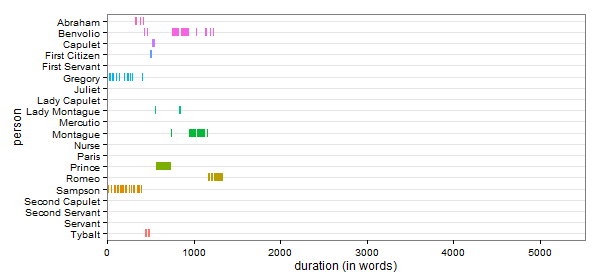 person
Abraham
Benvolio
Capulet
First Citizen
First Servant
Gregory
Juliet
Lady Capulet
Lady Montague
Mercutio
Montague
Nurse
Paris
Prince
Romeo
Sampson
Second Capulet
Second Servant
Servant
Tybalt
0 1000 2000 3000 4000 5000
duration (in words)